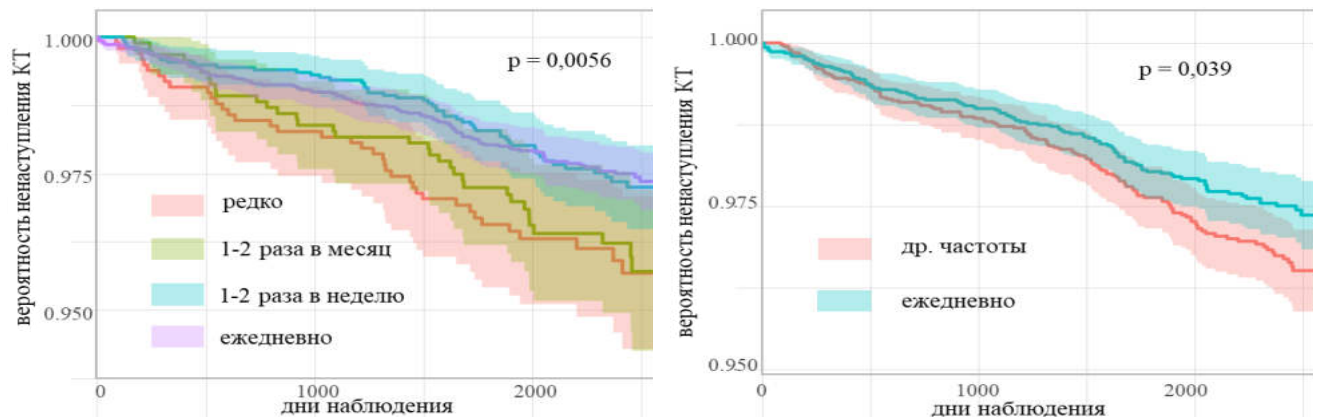 вероятность ненаступления КТ
1.000
0.975
0.950
p = 0,0056
редко
1-2 раза в месяц
1-2 раза в неделю
ежедневно
0
1000
2000
дни наблюдения
вероятность ненаступления КТ
1.000
0.975
0.950
p = 0,039
др. частоты
ежедневно
0
1000
2000
дни наблюдения